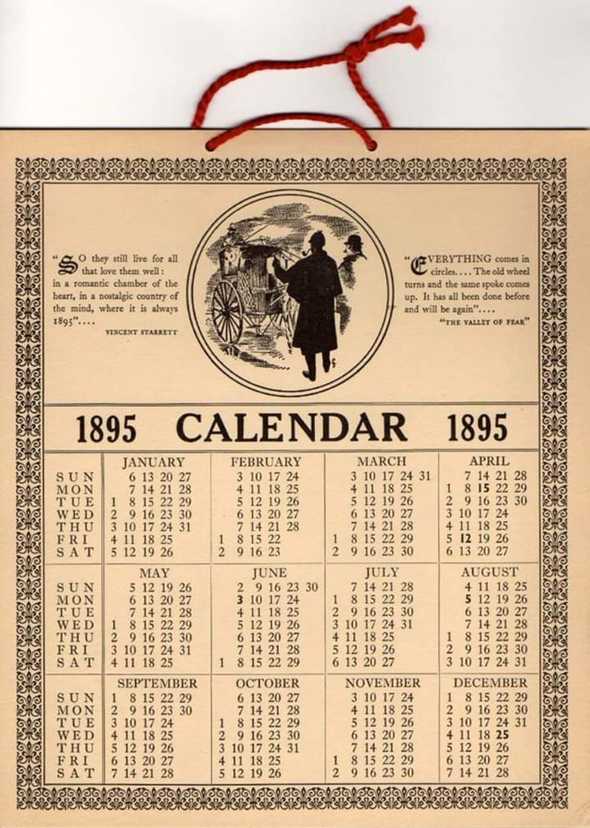 "SO they still live for all
that love them well :
in a romantic chamber of the
heart, in a nostalgic country of
the mind, where it is always
1895"....
VINCENT STARRETT
"EVERYTHING comes in
circles.... The old wheel
turns and the same spoke comes
up. It has all been done before
and will be again"....
"THE VALLEY OF FEAR"
1895 CALENDAR 1895
JANUARY FEBRUARY MARCH APRIL
SUN 6 13 20 27 3 10 17 24 3 10 17 24 31 7 14 21 28
MON 7 14 21 28 4 11 18 25 4 11 18 25 1 8 15 22 29
TUE 1 8 15 22 29 5 12 19 26 5 12 19 26 2 9 16 23 30
WED 2 9 16 23 30 6 13 20 27 6 13 20 27 3 10 17 24
THU 3 10 17 24 31 7 14 21 28 7 14 21 28 4 11 18 25
FRI 4 11 18 25 1 8 15 22 1 8 15 22 29 5 12 19 26
SAT 5 12 19 26 2 9 16 23 2 9 16 23 30 6 13 20 27
MAY JUNE JULY AUGUST
SUN 5 12 19 26 2 9 16 23 30 7 14 21 28 4 11 18 25
MON 6 13 20 27 3 10 17 24 1 8 15 22 29 5 12 19 26
TUE 7 14 21 28 4 11 18 25 2 9 16 23 30 6 13 20 27
WED 1 8 15 22 29 5 12 19 26 3 10 17 24 31 7 14 21 28
THU 2 9 16 23 30 6 13 20 27 4 11 18 25 1 8 15 22 29
FRI 3 10 17 24 31 7 14 21 28 5 12 19 26 2 9 16 23 30
SAT 4 11 18 25 1 8 15 22 29 6 13 20 27 3 10 17 24 31
SEPTEMBER OCTOBER NOVEMBER DECEMBER
SUN 1 8 15 22 29 6 13 20 27 3 10 17 24 1 8 15 22 29
MON 2 9 16 23 30 7 14 21 28 4 11 18 25 2 9 16 23 30
TUE 3 10 17 24 1 8 15 22 29 5 12 19 26 3 10 17 24 31
WED 4 11 18 25 2 9 16 23 30 6 13 20 27 4 11 18 25
THU 5 12 19 26 3 10 17 24 31 7 14 21 28 5 12 19 26
FRI 6 13 20 27 4 11 18 25 1 8 15 22 29 6 13 20 27
SAT 7 14 21 28 5 12 19 26 2 9 16 23 30 7 14 21 28